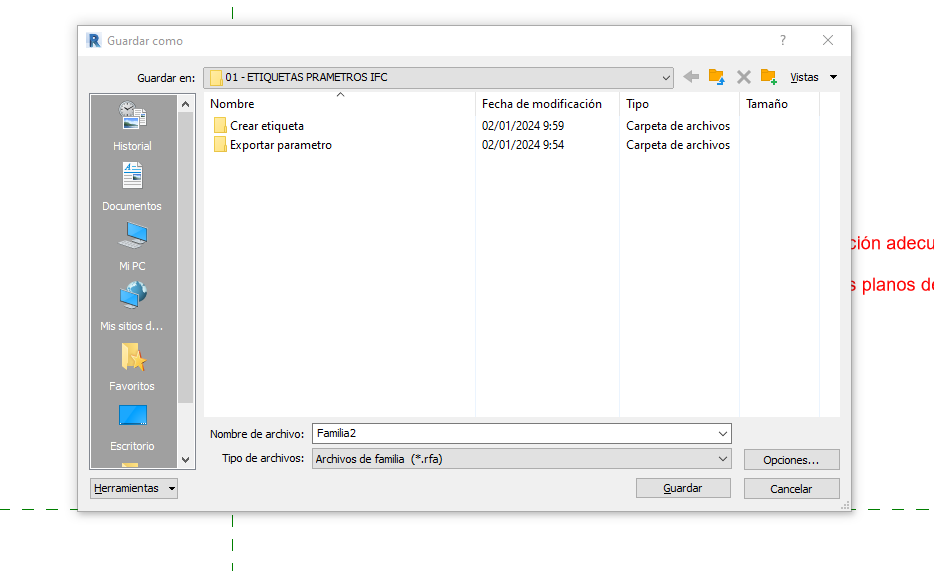 Guardar como
Guardar en: 01 - ETIQUETAS PRAMETROS IFC Vistas
Nombre Fecha de modificación Tipo Tamaño
Crear etiqueta 02/01/2024 9:59 Carpeta de archivos
Exportar parametro 02/01/2024 9:54 Carpeta de archivos
Historial
Documentos
Mi PC
Mis sitios d...
Favoritos
Escritorio
ción adecu
s planos de
Nombre de archivo: Familia2
Tipo de archivos: Archivos de familia (*.rfa) Opciones...
Herramientas Guardar Cancelar